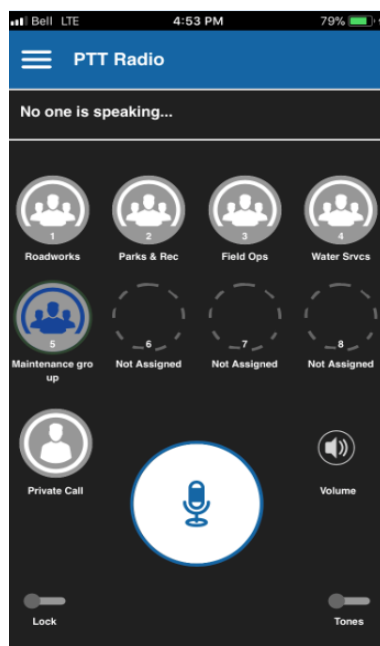 Bell LTE 4:53 PM 79%
PTT Radio
No one is speaking...
1 2 3 4
Roadworks Parks & Rec Field Ops Water Srvcs
5 6 7 8
Maintenance gro Not Assigned Not Assigned Not Assigned
up
Private Call Volume
Lock Tones